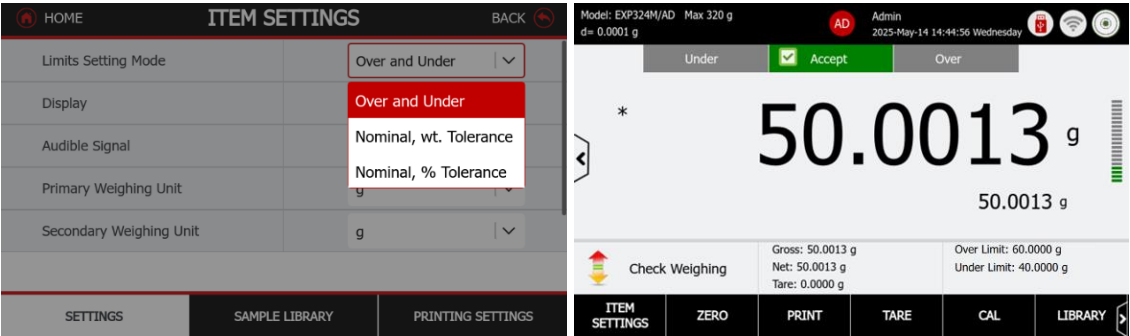 HOME
ITEM SETTINGS
BACK
Limits Setting Mode
Over and Under
Display
Over and Under
Nominal, wt. Tolerance
Nominal, % Tolerance
Audible Signal
Primary Weighing Unit
g
Secondary Weighing Unit
g
SETTINGS
SAMPLE LIBRARY
PRINTING SETTINGS
Model: EXP324M/AD Max 320 g
d= 0.0001 g
AD
Admin
2025-May-14 14:44:56 Wednesday
Under
Accept
Over
*
50.0013 g
50.0013 g
Check Weighing
Gross: 50.0013 g
Net: 50.0013 g
Tare: 0.0000 g
Over Limit: 60.0000 g
Under Limit: 40.0000 g
ITEM
SETTINGS
ZERO
PRINT
TARE
CAL
LIBRARY